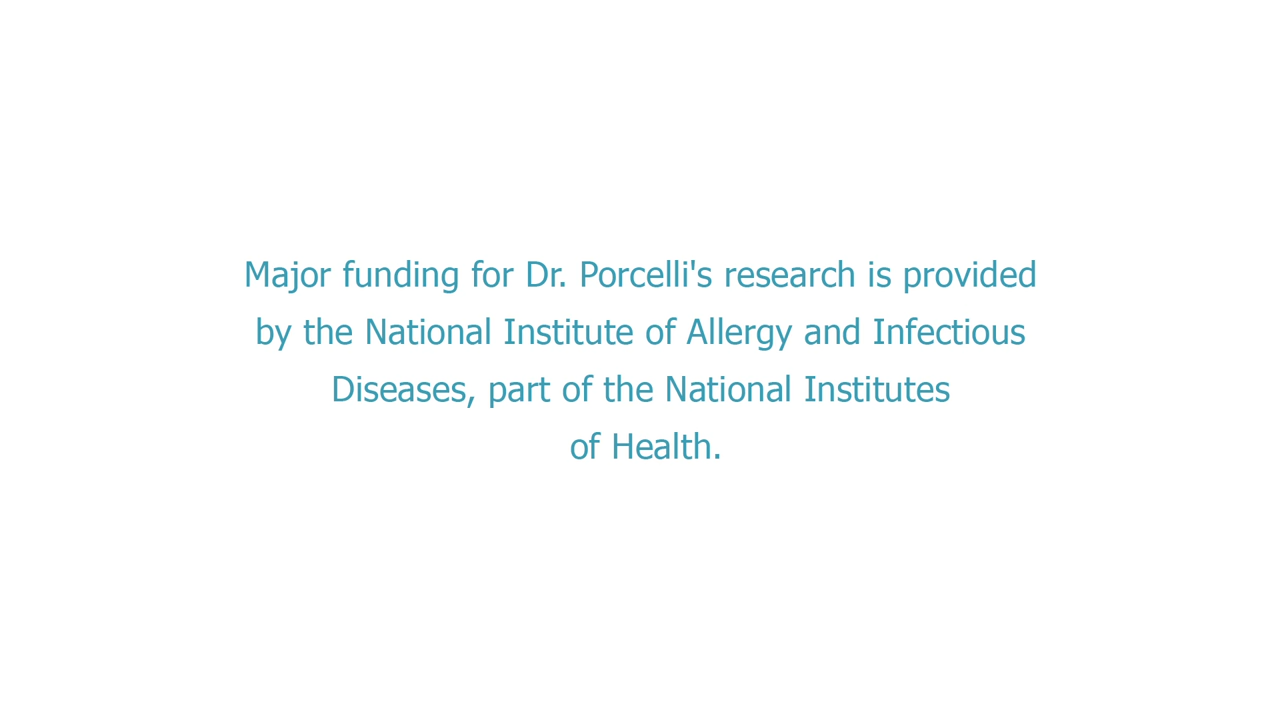 Major funding for Dr. Porcelli's research is provided
by the National Institute of Allergy and Infectious
Diseases, part of the National Institutes
of Health.